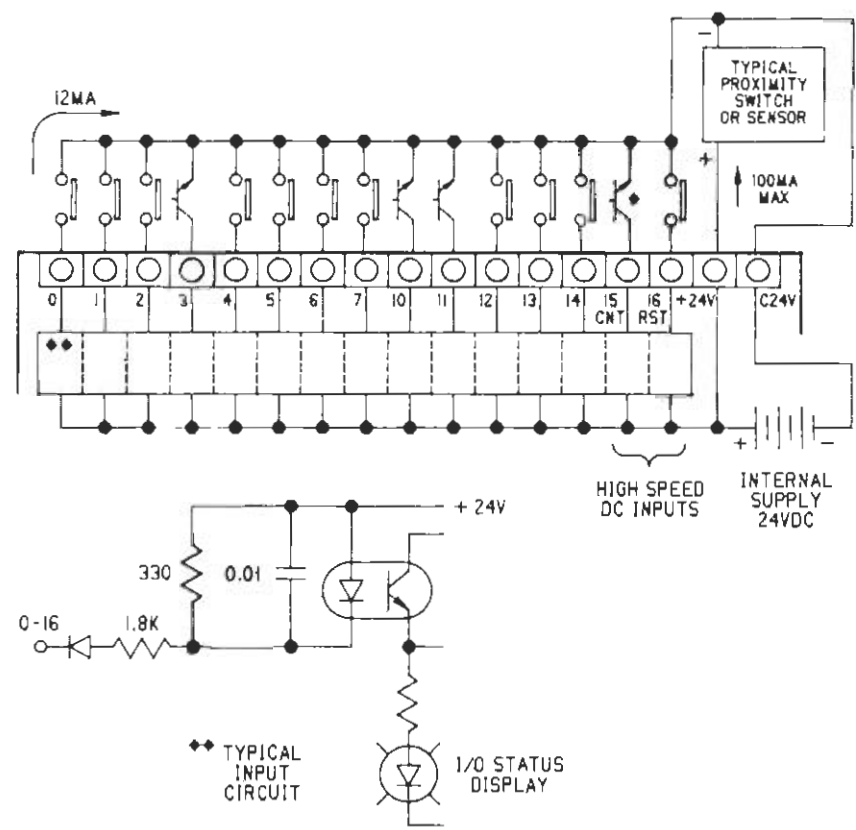 12MA
−
TYPICAL
PROXIMITY
SWITCH
OR SENSOR
+
100MA
MAX
0 1 2 3 4 5 6 7 10 11 12 13 14 15 16 +24V C24V
CNT RST
+ −
HIGH SPEED
DC INPUTS
INTERNAL
SUPPLY
24VDC
+ 24V
330
0.01
0-16
1.8K
TYPICAL
INPUT
CIRCUIT
I/O STATUS
DISPLAY